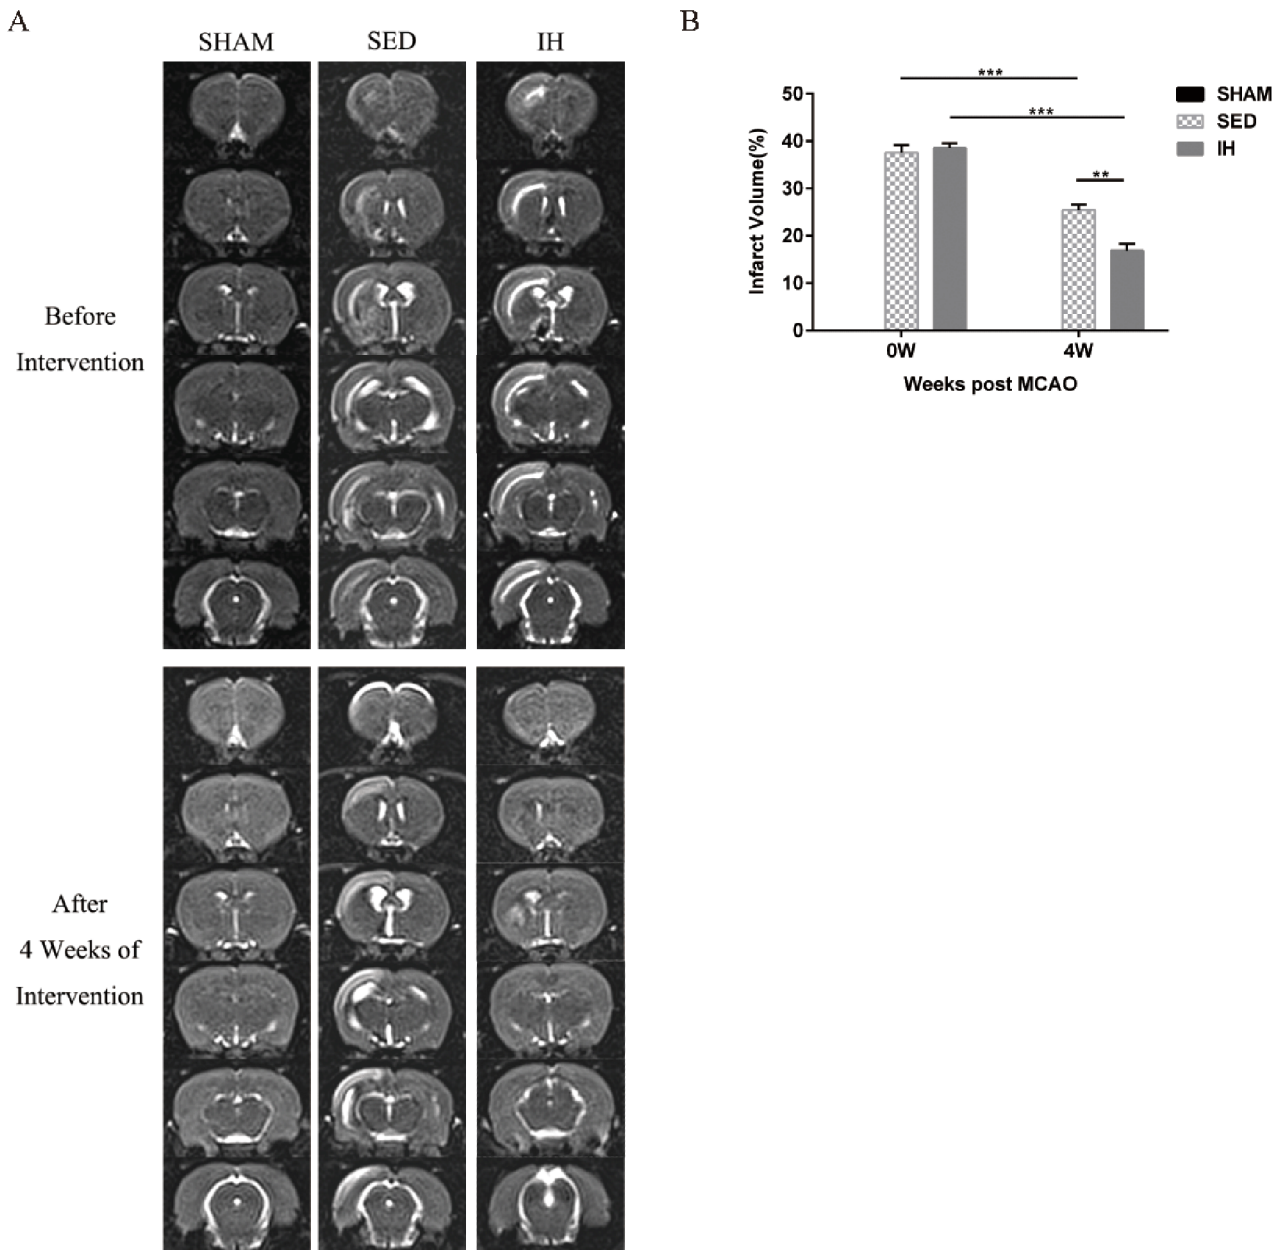 A
SHAM
SED
IH
Before
Intervention
After
4 Weeks of
Intervention
B
***
***
**
SHAM
SED
IH
Infarct Volume(%)
50
40
30
20
10
0
0W
4W
Weeks post MCAO